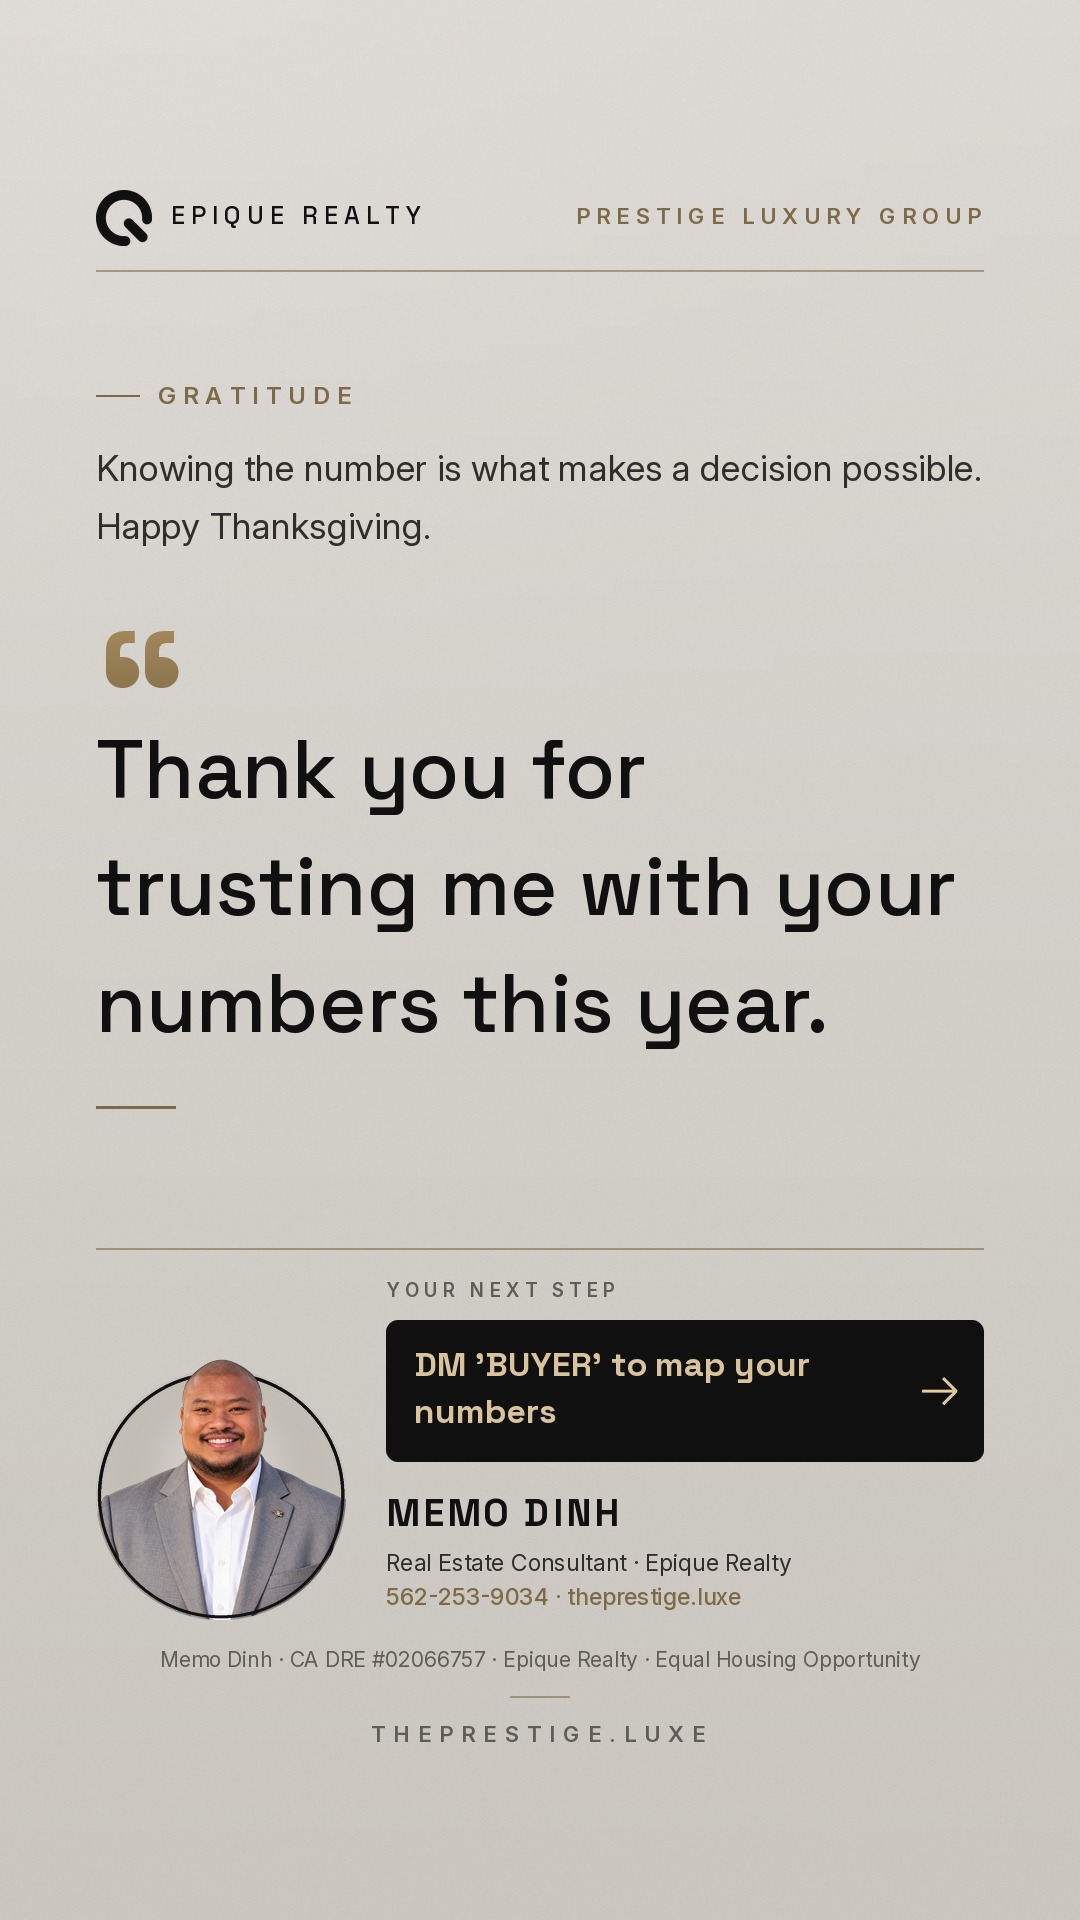 EPIQUE REALTY
PRESTIGE LUXURY GROUP
GRATITUDE
Knowing the number is what makes a decision possible.
Happy Thanksgiving.
“
Thank you for
trusting me with your
numbers this year.
YOUR NEXT STEP
DM ’BUYER’ to map your
numbers
MEMO DINH
Real Estate Consultant · Epique Realty
562-253-9034 · theprestige.luxe
Memo Dinh · CA DRE #02066757 · Epique Realty · Equal Housing Opportunity
THEPRESTIGE.LUXE